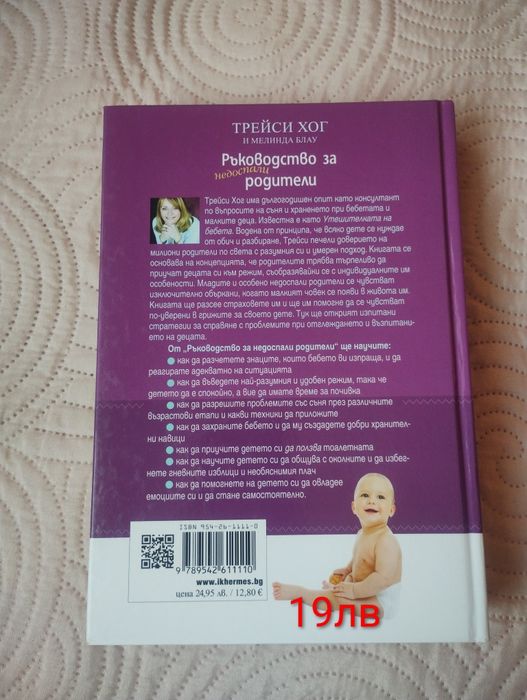 ТРЕЙСИ ХОГ
И МЕЛИНДА БЛАУ
Ръководство за
недоспали
родители
Трейси Хог има дългогодишен опит като консултант
по въпросите на съня и храненето при бебетата и
малките деца. Известна е като Утешителката на
бебета. Водена от принципа, че всяко дете се нуждае
от обич и разбиране, Трейси печели доверието на
милиони родители по света с разумния си и умерен подход. Книгата се
основава на концепцията, че родителите трябва търпеливо да
приучат децата си към режим, съобразявайки се с индивидуалните им
особености. Младите и особено недоспали родители се чувстват
изключително объркани, когато малкият човек се появи в живота им.
Книгата ще разсее страховете им и ще им помогне да се чувстват
по-уверени в грижите за своето дете. Тук ще открият изпитани
стратегии за справяне с проблемите при отглеждането и възпитани-
ето на децата.
От „Ръководство за недоспали родители" ще научите:
● как да разчетете знаците, които бебето ви изпраща, и да
реагирате адекватно на ситуацията
● как да въведете най-разумния и удобен режим, така че
детето да е спокойно, а вие да имате време за почивка
● как да разрешите проблемите със съня през различните
възрастови етапи и какви техники да приложите
● как да захраните бебето и да му създадете добри хранител-
ни навици
● как да приучите детето си да ползва тоалетната
● как да научите детето си да общува с околните и да избег-
нете гневните изблици и необяснимия плач
● как да помогнете на детето си да овладее
емоциите си и да стане самостоятелно.
ISBN 954-26-1111-0
9 789542 611110
www.ikhermes.bg
цена 24,95 лв. / 12,80 €
19лв